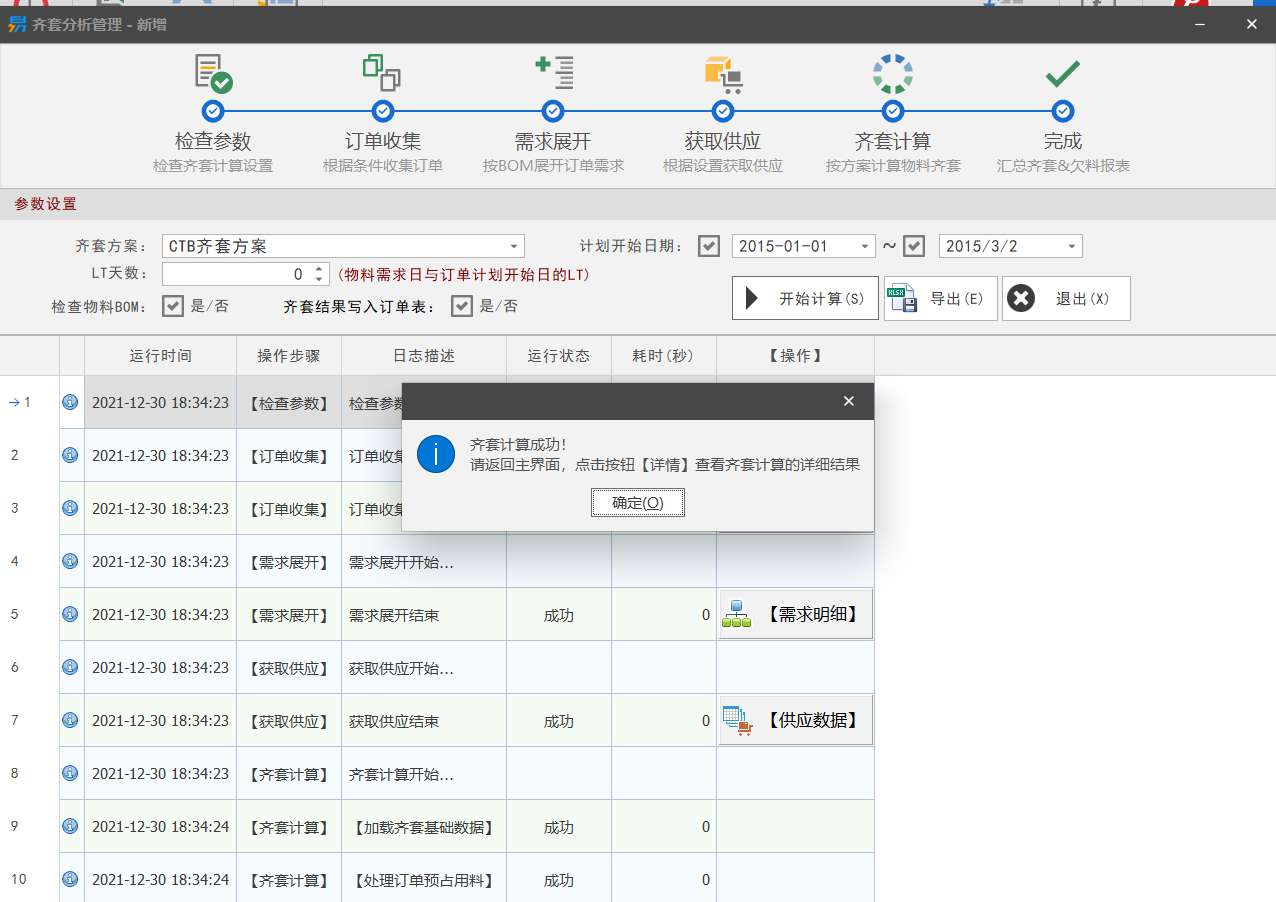 齐套分析管理 - 新增
检查参数 订单收集 需求展开 获取供应 齐套计算 完成
检查齐套计算设置 根据条件收集订单 按BOM展开订单需求 根据设置获取供应 按方案计算物料齐套 汇总齐套&欠料报表
参数设置
齐套方案: CTB齐套方案 计划开始日期: 2015-01-01 ~ 2015/3/2
LT天数: 0 (物料需求日与订单计划开始日的LT)
开始计算(S) 导出(E) 退出(X)
检查物料BOM: 是/否 齐套结果写入订单表: 是/否
运行时间 操作步骤 日志描述 运行状态 耗时(秒) 【操作】
1 2021-12-30 18:34:23 【检查参数】 检查参数
齐套计算成功!
请返回主界面，点击按钮【详情】查看齐套计算的详细结果
确定(O)
2 2021-12-30 18:34:23 【订单收集】 订单收集
3 2021-12-30 18:34:23 【订单收集】 订单收集
4 2021-12-30 18:34:23 【需求展开】 需求展开开始...
5 2021-12-30 18:34:23 【需求展开】 需求展开结束 成功 0 【需求明细】
6 2021-12-30 18:34:23 【获取供应】 获取供应开始...
7 2021-12-30 18:34:23 【获取供应】 获取供应结束 成功 0 【供应数据】
8 2021-12-30 18:34:23 【齐套计算】 齐套计算开始...
9 2021-12-30 18:34:24 【齐套计算】 【加载齐套基础数据】 成功 0
10 2021-12-30 18:34:24 【齐套计算】 【处理订单预占用料】 成功 0